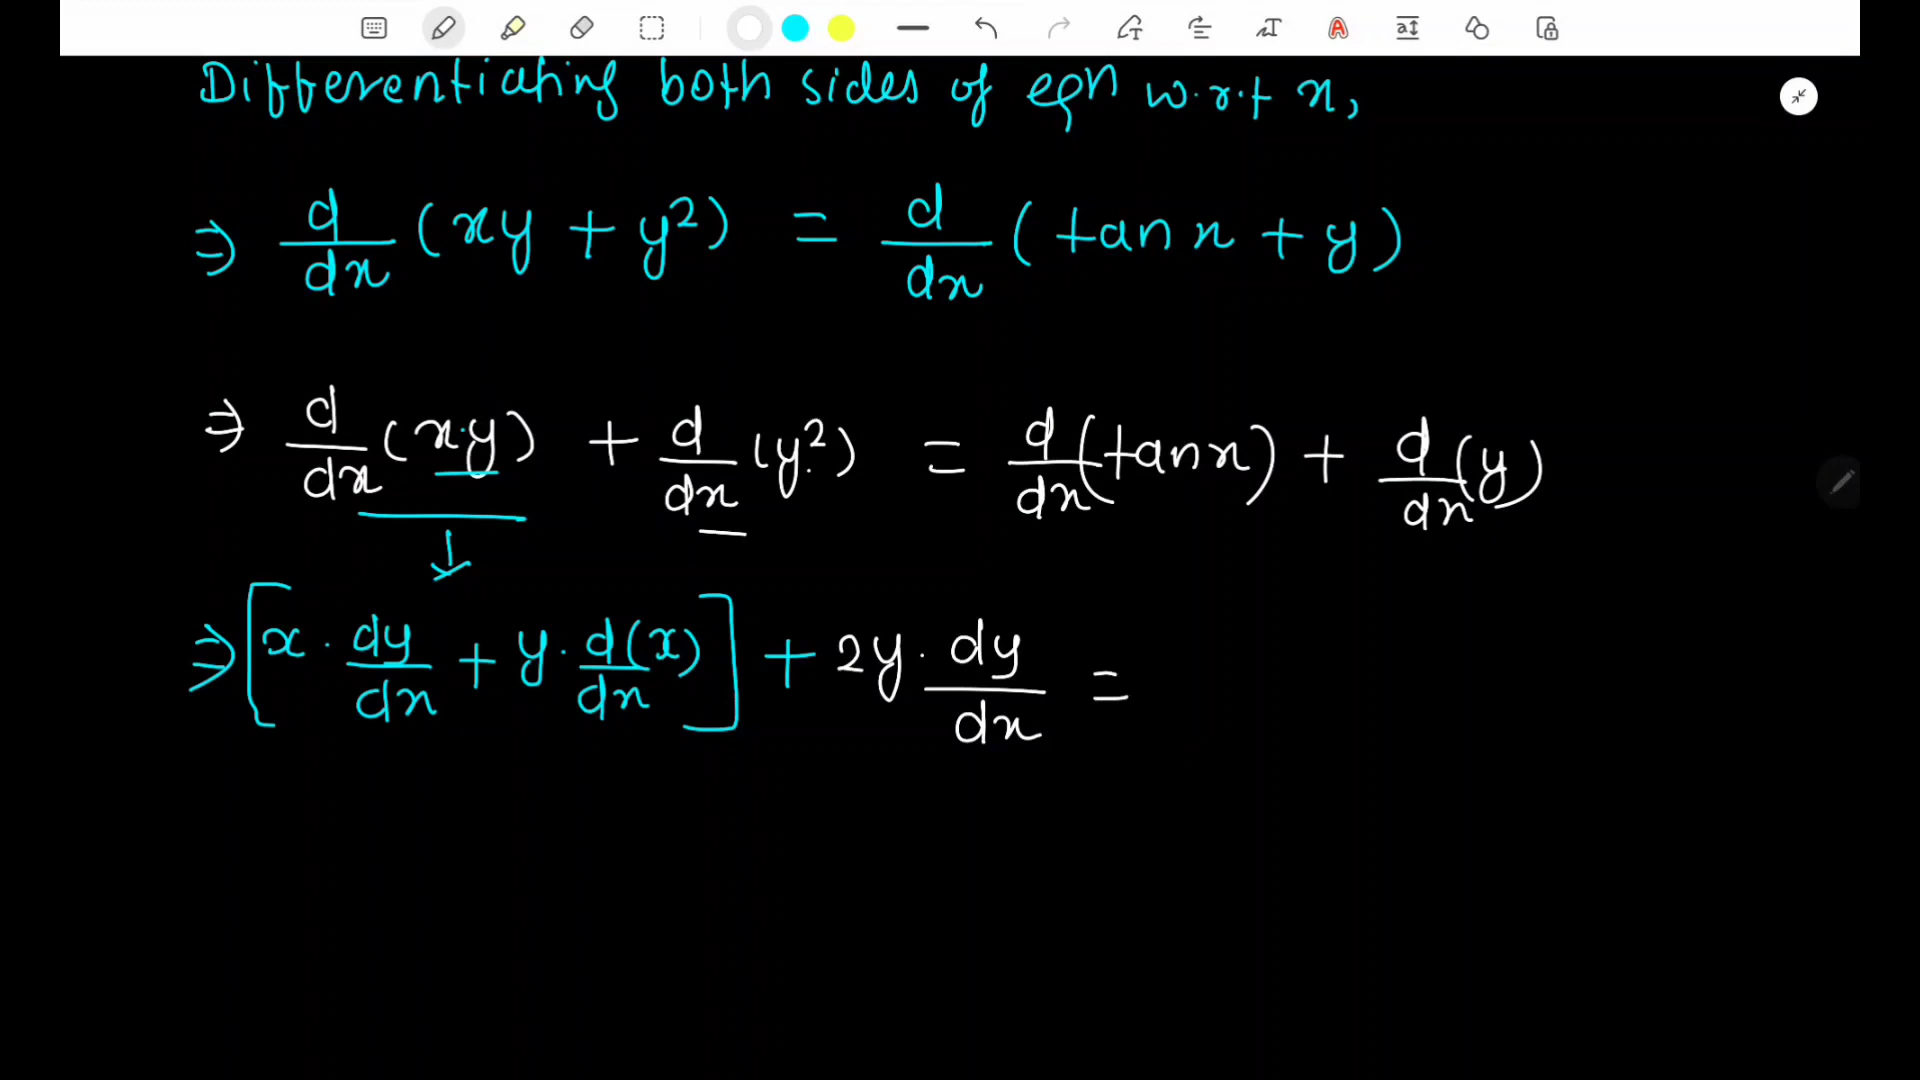 Differentiating both sides of eqn w.r.t x,
⇒ d/dx (xy + y²) = d/dx (tan x + y)
⇒ d/dx (x·y) + d/dx (y²) = d/dx (tan x) + d/dx (y)
⇒ [x · dy/dx + y · d(x)/dx] + 2y · dy/dx =